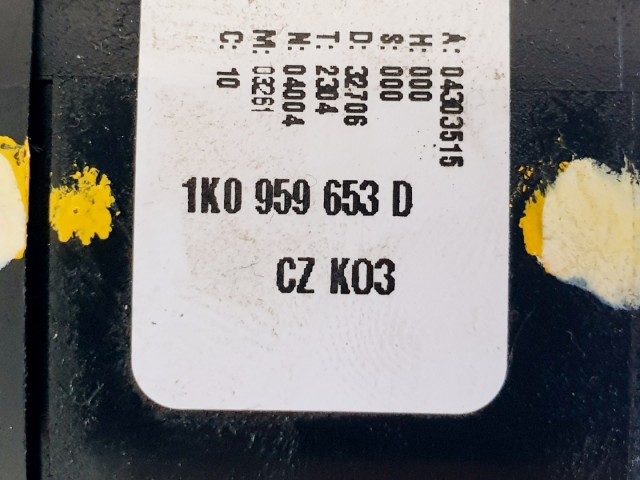 A: 04303515
H: 000
S: 000
D: 32706
T: 2304
N: 04004
M: 03261
C: 10
1K0 959 653 D
CZ K03